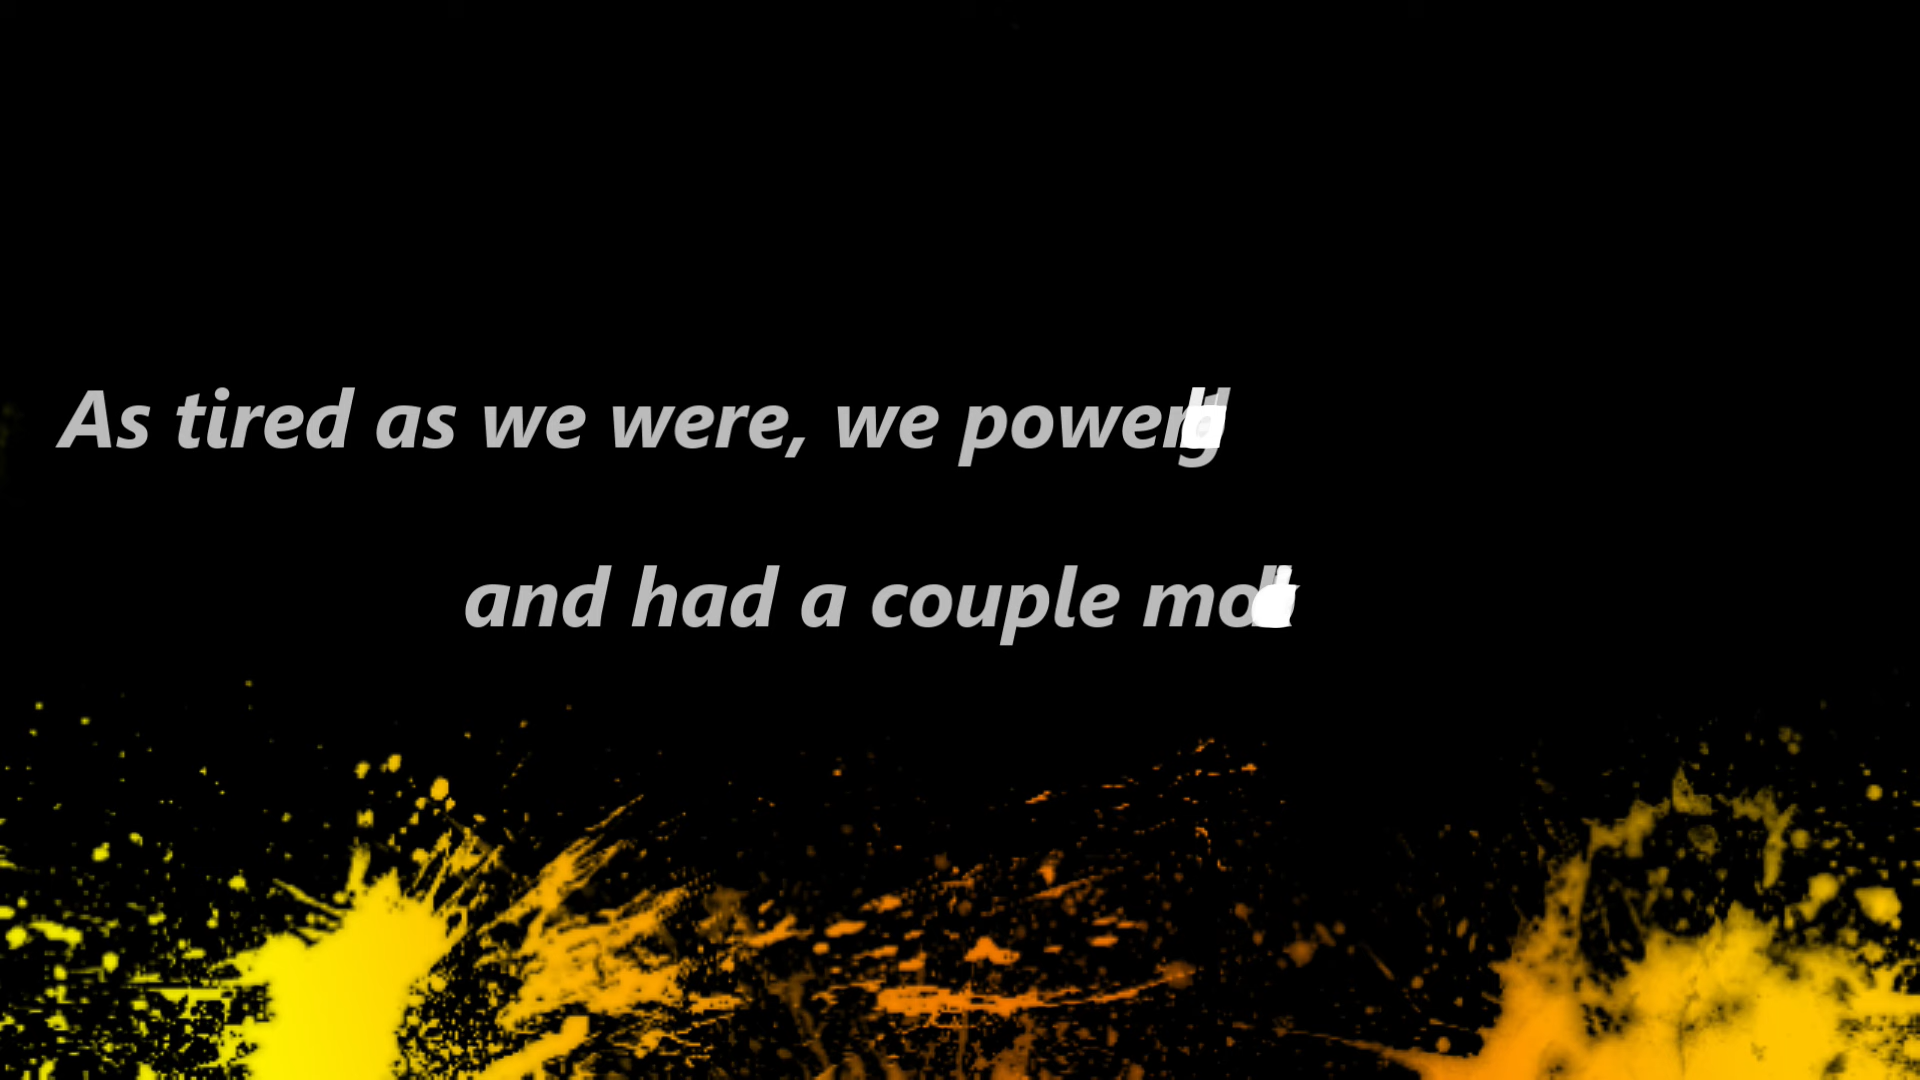 As tired as we were, we power
and had a couple mo